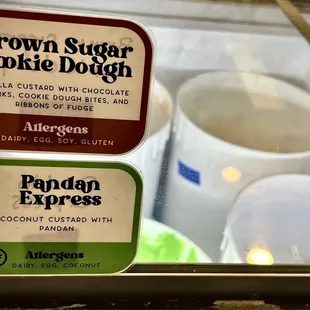 rown Sugar
okie Dough
LLA CUSTARD WITH CHOCOLATE
NKS, COOKIE DOUGH BITES, AND
RIBBONS OF FUDGE
Allergens
DAIRY, EGG, SOY, GLUTEN
Pandan
Express
COCONUT CUSTARD WITH
PANDAN
Allergens
DAIRY, EGG, COCONUT